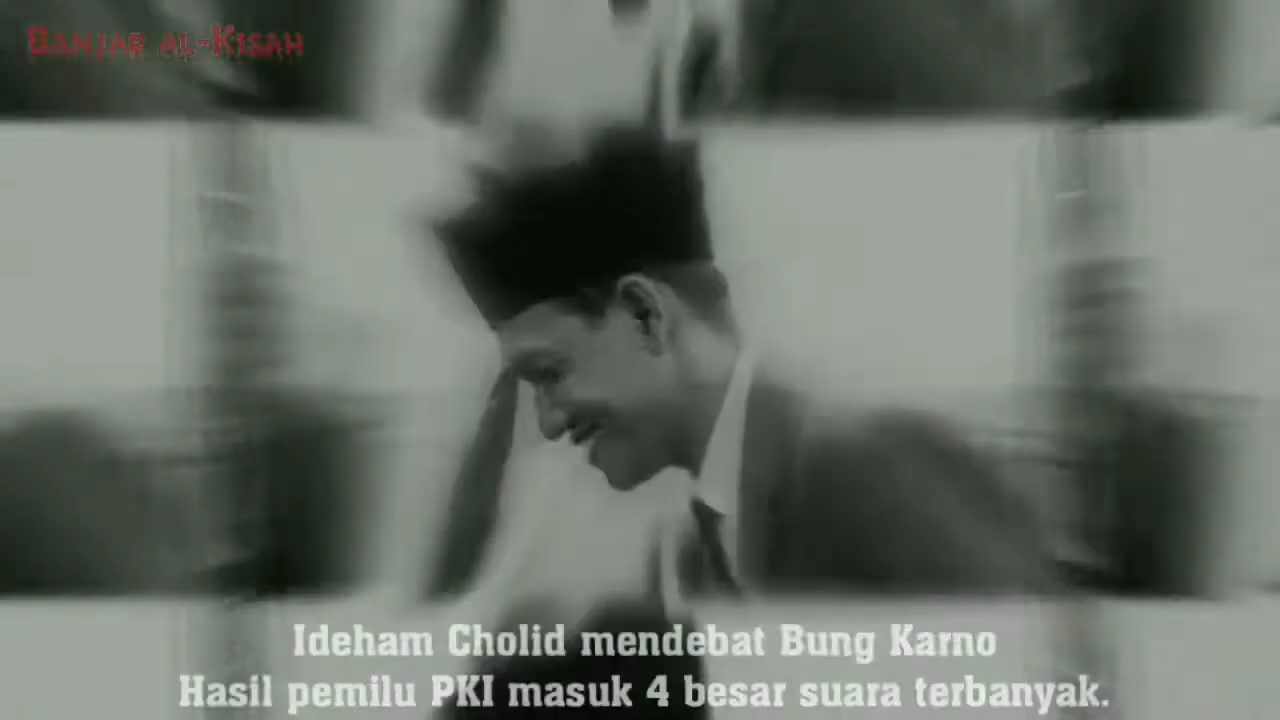 Banjar al-Kisah
Ideham Cholid mendebat Bung Karno
Hasil pemilu PKI masuk 4 besar suara terbanyak.